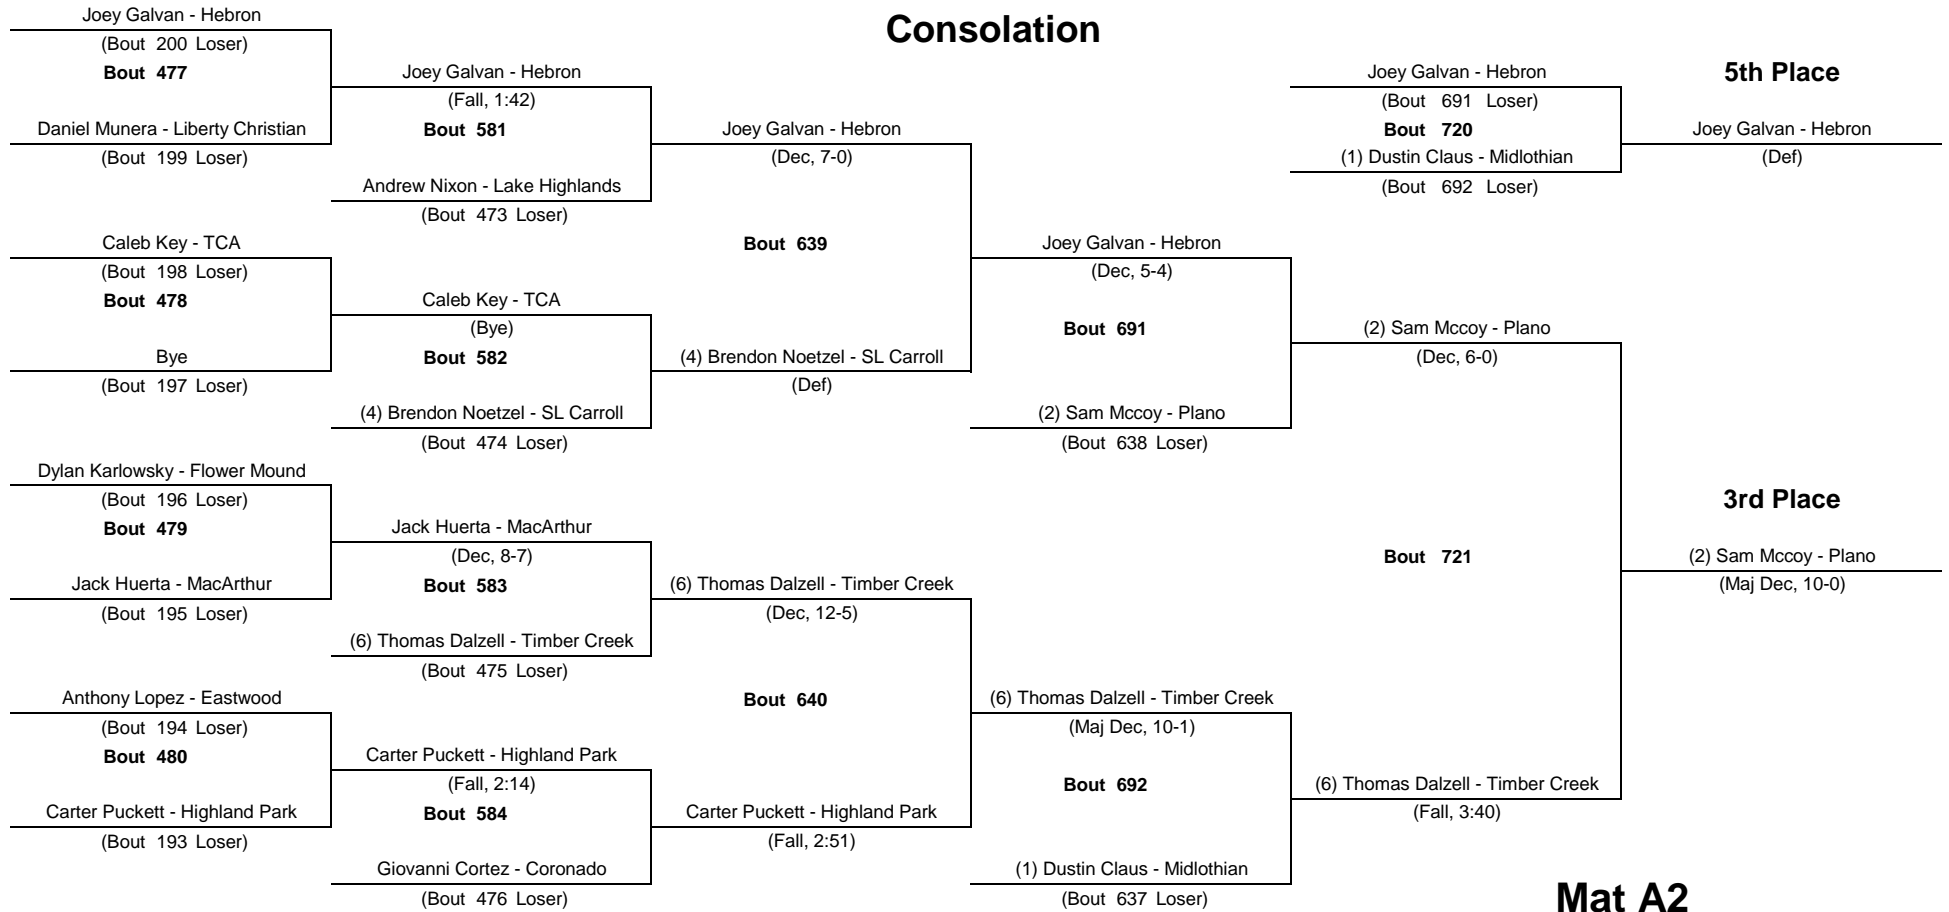 Consolation
Joey Galvan - Hebron
(Bout 200 Loser)
Bout 477
Daniel Munera - Liberty Christian
(Bout 199 Loser)
Caleb Key - TCA
(Bout 198 Loser)
Bout 478
Bye
(Bout 197 Loser)
Dylan Karlowsky - Flower Mound
(Bout 196 Loser)
Bout 479
Jack Huerta - MacArthur
(Bout 195 Loser)
Anthony Lopez - Eastwood
(Bout 194 Loser)
Bout 480
Carter Puckett - Highland Park
(Bout 193 Loser)
Joey Galvan - Hebron
(Fall, 1:42)
Bout 581
Andrew Nixon - Lake Highlands
(Bout 473 Loser)
Caleb Key - TCA
(Bye)
Bout 582
(4) Brendon Noetzel - SL Carroll
(Bout 474 Loser)
Jack Huerta - MacArthur
(Dec, 8-7)
Bout 583
(6) Thomas Dalzell - Timber Creek
(Bout 475 Loser)
Carter Puckett - Highland Park
(Fall, 2:14)
Bout 584
Giovanni Cortez - Coronado
(Bout 476 Loser)
Joey Galvan - Hebron
(Dec, 7-0)
Bout 639
(4) Brendon Noetzel - SL Carroll
(Def)
(6) Thomas Dalzell - Timber Creek
(Dec, 12-5)
Bout 640
Carter Puckett - Highland Park
(Fall, 2:51)
Joey Galvan - Hebron
(Dec, 5-4)
Bout 691
(2) Sam Mccoy - Plano
(Bout 638 Loser)
(6) Thomas Dalzell - Timber Creek
(Maj Dec, 10-1)
Bout 692
(1) Dustin Claus - Midlothian
(Bout 637 Loser)
Joey Galvan - Hebron
(Bout 691 Loser)
Bout 720
(1) Dustin Claus - Midlothian
(Bout 692 Loser)
(2) Sam Mccoy - Plano
(Dec, 6-0)
Bout 721
(6) Thomas Dalzell - Timber Creek
(Fall, 3:40)
5th Place
Joey Galvan - Hebron
(Def)
3rd Place
(2) Sam Mccoy - Plano
(Maj Dec, 10-0)
Mat A2